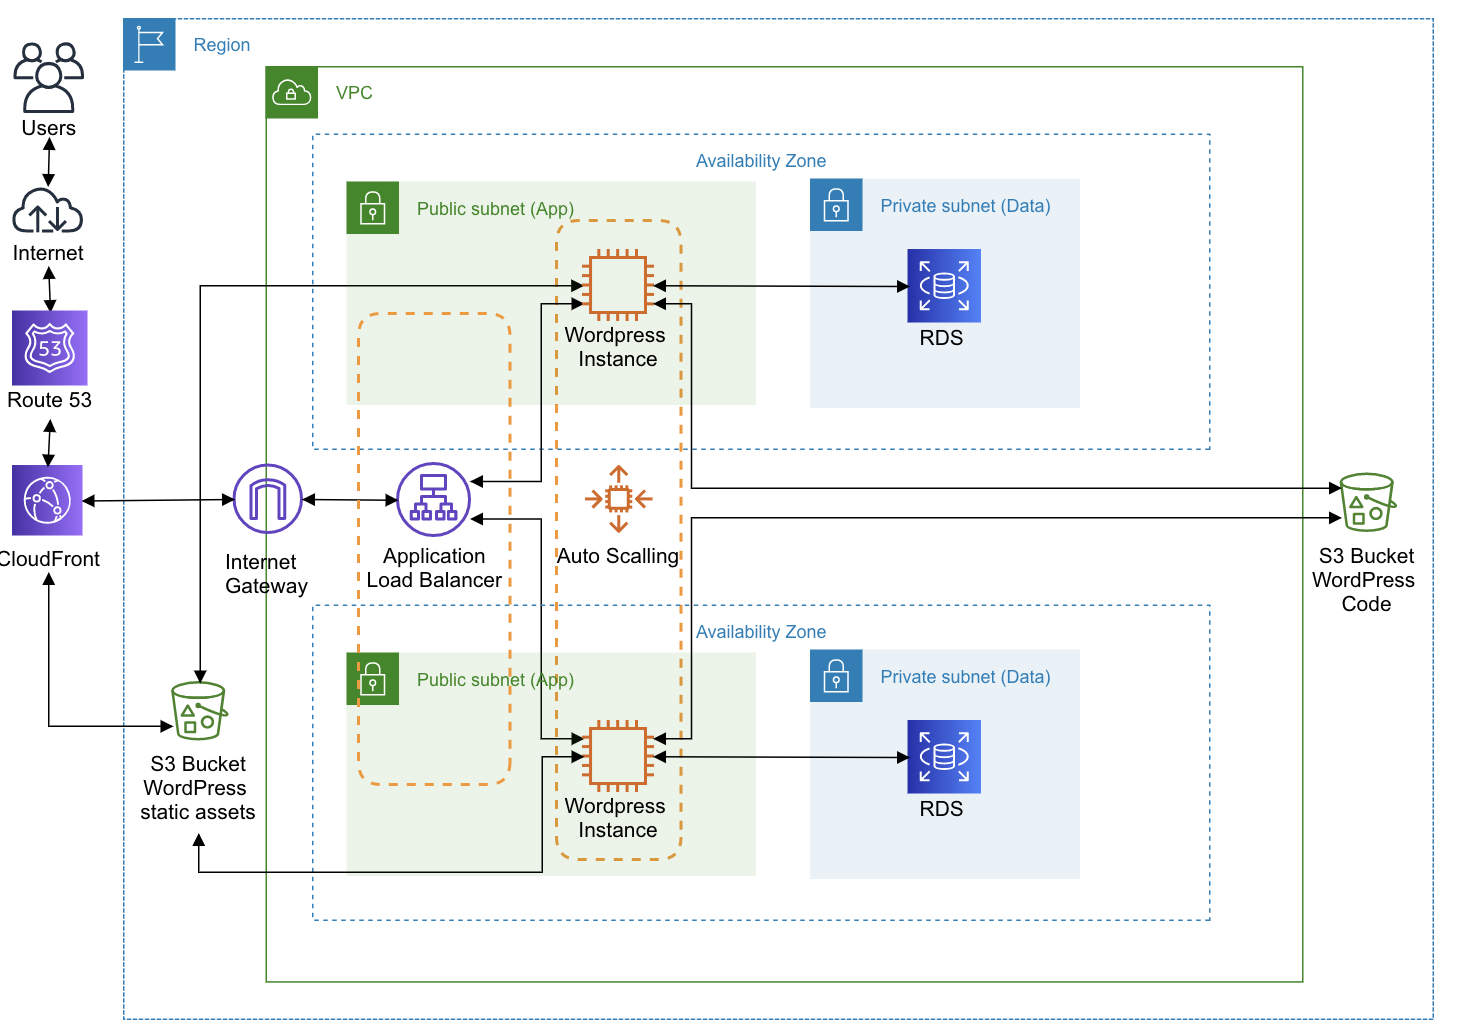 Region
VPC
Users
Availability Zone
Public subnet (App)
Private subnet (Data)
Internet
53
Wordpress
Instance
RDS
Route 53
CloudFront
Internet
Gateway
Application
Load Balancer
Auto Scalling
S3 Bucket
WordPress
Code
Availability Zone
Public subnet (App)
Private subnet (Data)
S3 Bucket
WordPress
static assets
Wordpress
Instance
RDS